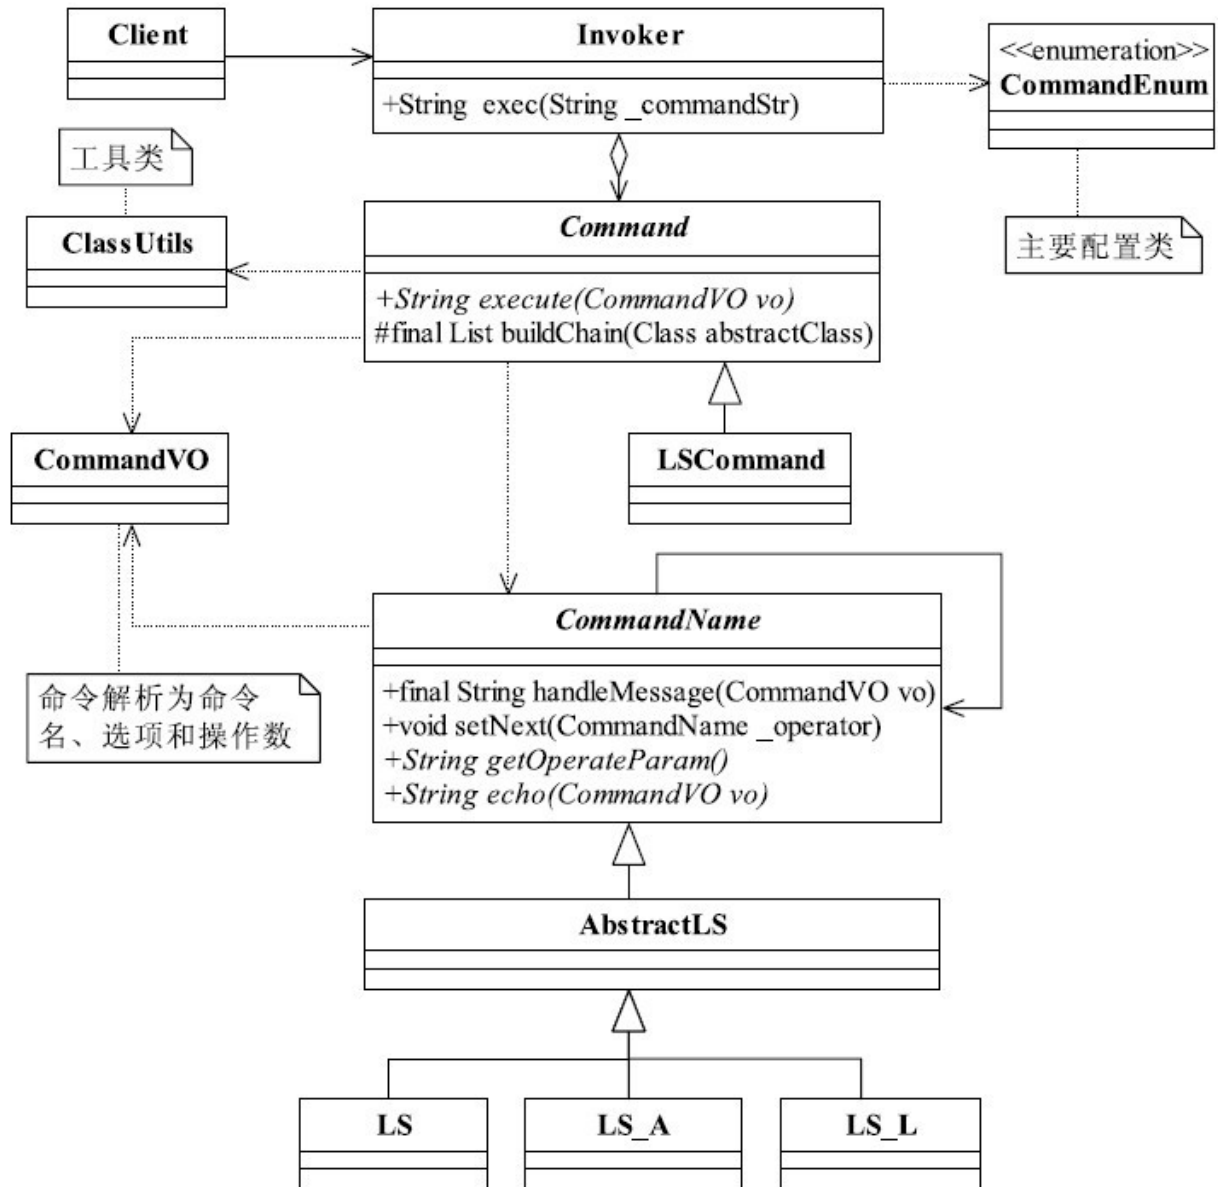 Client
Invoker
+String exec(String _commandStr)
<<enumeration>>
CommandEnum
工具类
ClassUtils
Command
+String execute(CommandVO vo)
#final List buildChain(Class abstractClass)
主要配置类
CommandVO
LSCommand
命令解析为命令
名、选项和操作数
CommandName
+final String handleMessage(CommandVO vo)
+void setNext(CommandName _operator)
+String getOperateParam()
+String echo(CommandVO vo)
AbstractLS
LS
LS_A
LS_L